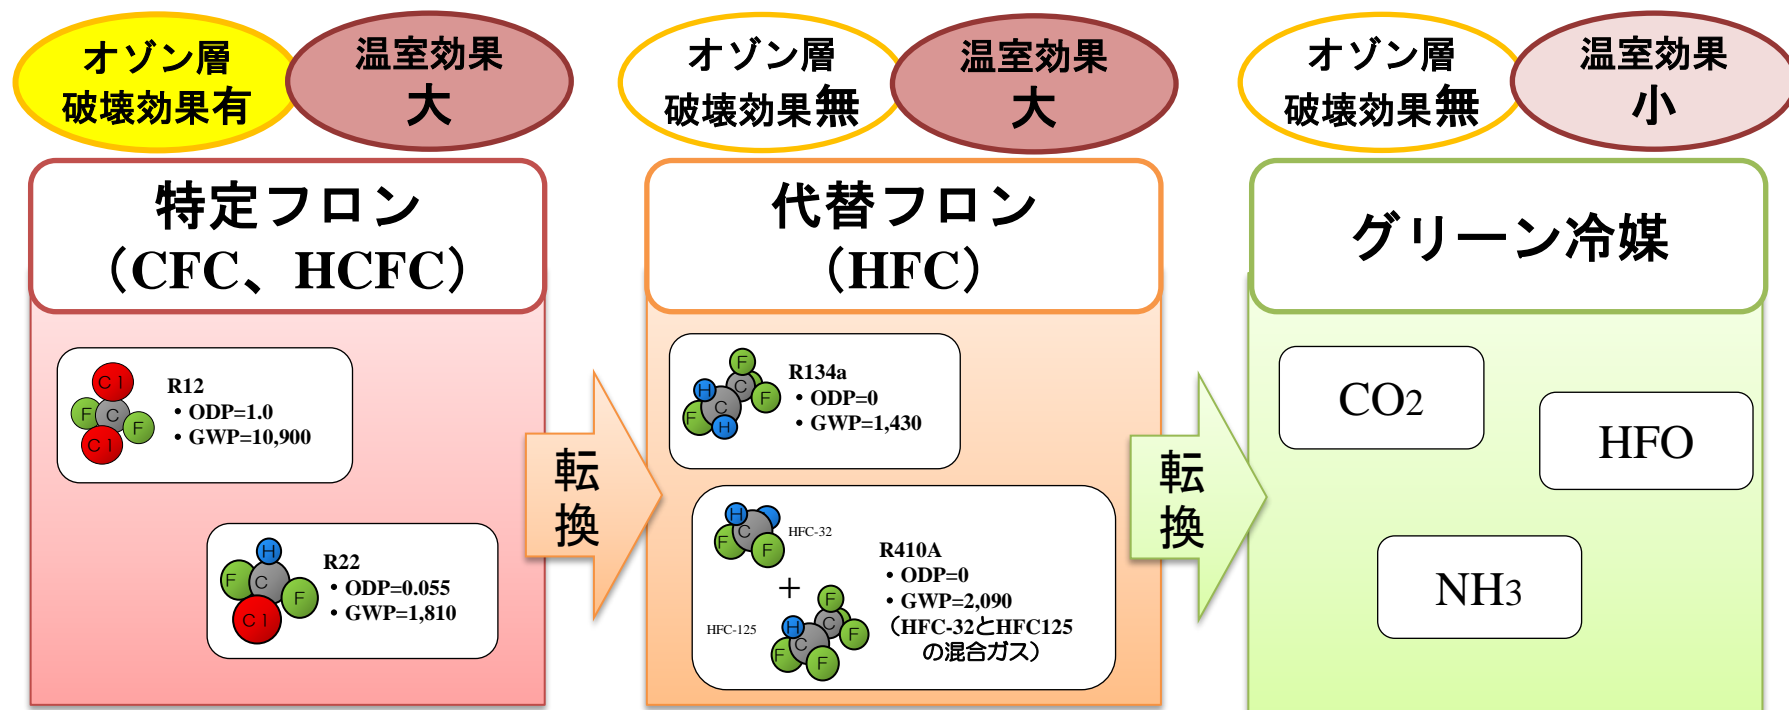 オゾン層
破壊効果有
温室効果
大
オゾン層
破壊効果無
温室効果
大
オゾン層
破壊効果無
温室効果
小
特定フロン
（CFC、HCFC）
Cl
F
C
F
Cl
R12
・ODP=1.0
・GWP=10,900
H
F
C
F
Cl
R22
・ODP=0.055
・GWP=1,810
転
換
代替フロン
（HFC）
F
H
C
F
C
F
H
R134a
・ODP=0
・GWP=1,430
H
C
F
F
HFC-32
+
HFC-125
F
H
C
F
C
F
F
R410A
・ODP=0
・GWP=2,090
（HFC-32とHFC125
の混合ガス）
転
換
グリーン冷媒
CO2
HFO
NH3